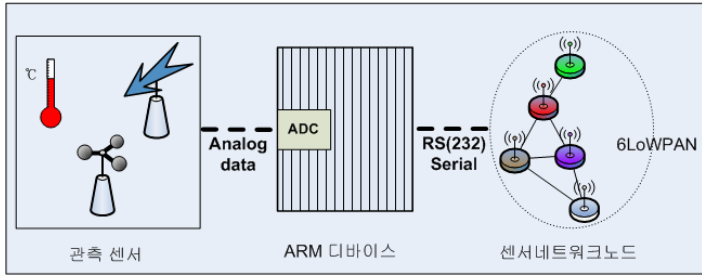 ℃
ADC
Analog
data
RS(232)
Serial
6LoWPAN
관측 센서
ARM 디바이스
센서네트워크노드